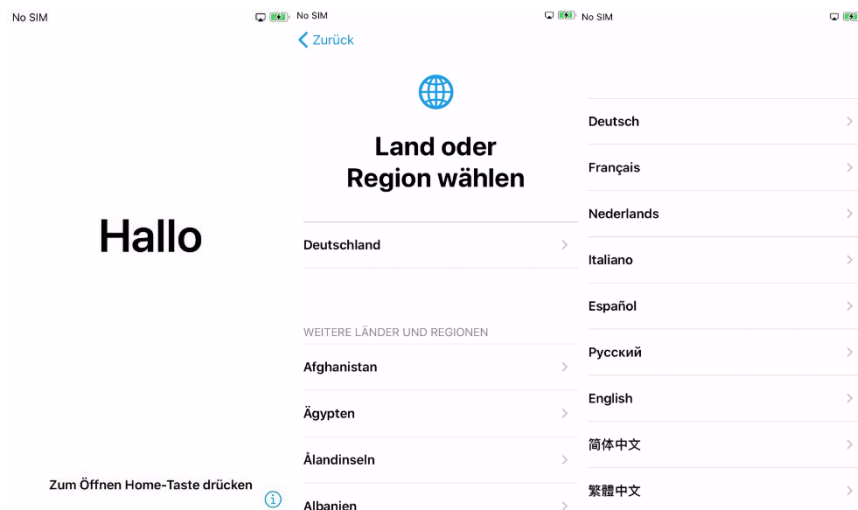 No SIM
Hallo
Zum Öffnen Home-Taste drücken
No SIM
Zurück
Land oder
Region wählen
Deutschland
WEITERE LÄNDER UND REGIONEN
Afghanistan
Ägypten
Ålandinseln
Albanien
No SIM
Deutsch
Français
Nederlands
Italiano
Español
Русский
English
简体中文
繁體中文